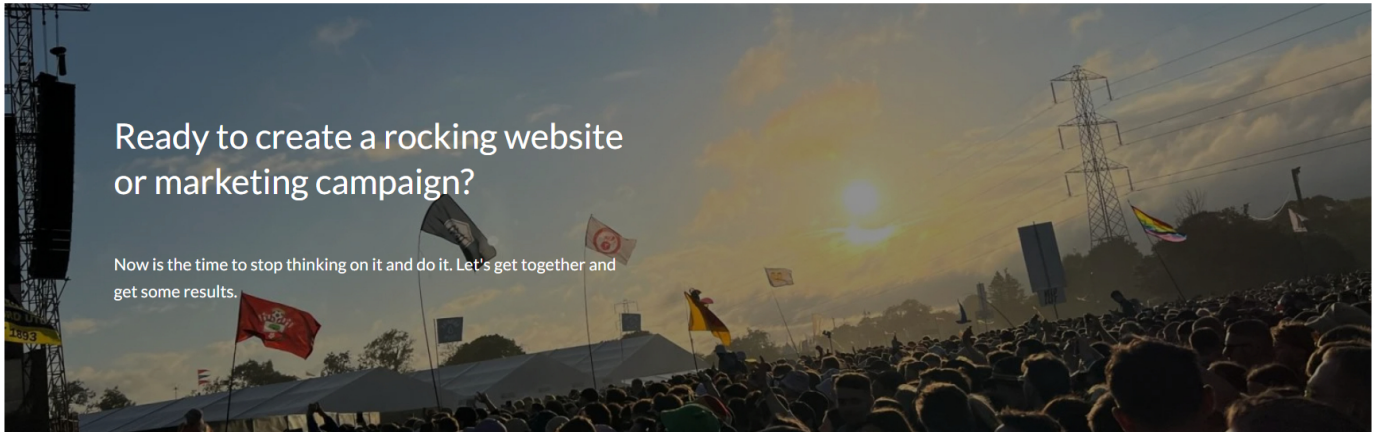 Ready to create a rocking website
or marketing campaign?
Now is the time to stop thinking on it and do it. Let's get together and
get some results.
1893